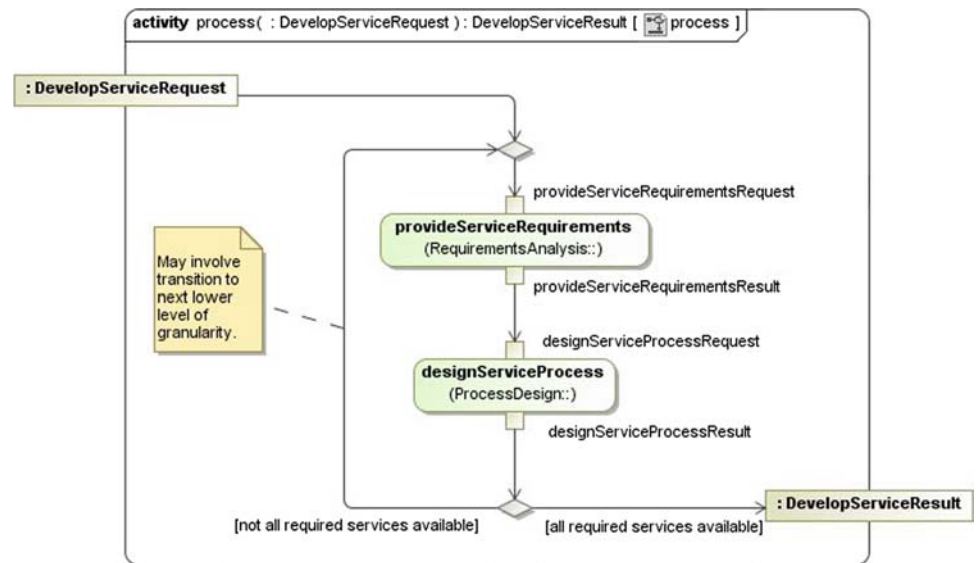 activity process( : DevelopServiceRequest ) : DevelopServiceResult [ process ]
: DevelopServiceRequest
provideServiceRequirementsRequest
provideServiceRequirements
(RequirementsAnalysis::)
provideServiceRequirementsResult
May involve
transition to
next lower
level of
granularity.
designServiceProcessRequest
designServiceProcess
(ProcessDesign::)
designServiceProcessResult
: DevelopServiceResult
[not all required services available]
[all required services available]